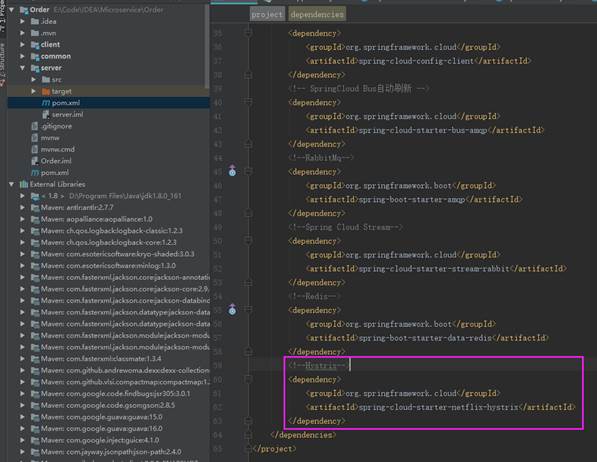 Order E:\Code\IDEA\Microservice\Order
.idea
.mvn
client
common
server
src
target
pom.xml
server.iml
.gitignore
mvnw
mvnw.cmd
Order.iml
pom.xml
External Libraries
< 1.8 > D:\Program Files\Java\jdk1.8.0_161
Maven: antlr:antlr:2.7.7
Maven: aopalliance:aopalliance:1.0
Maven: ch.qos.logback:logback-classic:1.2.3
Maven: ch.qos.logback:logback-core:1.2.3
Maven: com.esotericsoftware:kryo-shaded:3.0.3
Maven: com.esotericsoftware:minlog:1.3.0
Maven: com.fasterxml.jackson.core:jackson-annotatio
Maven: com.fasterxml.jackson.core:jackson-core:2.9.
Maven: com.fasterxml.jackson.core:jackson-databind
Maven: com.fasterxml.jackson.datatype:jackson-dataty
Maven: com.fasterxml.jackson.datatype:jackson-dataty
Maven: com.fasterxml.jackson.module:jackson-modu
Maven: com.fasterxml.jackson.module:jackson-modu
Maven: com.fasterxml:classmate:1.3.4
Maven: com.github.andrewoma.dexx:dexx-collection
Maven: com.github.vlsi.compactmap:compactmap:1.
Maven: com.google.code.findbugs:jsr305:3.0.1
Maven: com.google.code.gson:gson:2.8.5
Maven: com.google.guava:guava:15.0
Maven: com.google.guava:guava:16.0
Maven: com.google.inject:guice:4.1.0
Maven: com.jayway.jsonpath:json-path:2.4.0
project dependencies
35 <dependency>
36 <groupId>org.springframework.cloud</groupId>
37 <artifactId>spring-cloud-config-client</artifactId>
38 </dependency>
39 <!-- SpringCloud Bus自动刷新 -->
40 <dependency>
41 <groupId>org.springframework.cloud</groupId>
42 <artifactId>spring-cloud-starter-bus-amqp</artifactId>
43 </dependency>
44 <!--RabbitMq-->
45 <dependency>
46 <groupId>org.springframework.boot</groupId>
47 <artifactId>spring-boot-starter-amqp</artifactId>
48 </dependency>
49 <!--Spring Cloud Stream-->
50 <dependency>
51 <groupId>org.springframework.cloud</groupId>
52 <artifactId>spring-cloud-starter-stream-rabbit</artifactId>
53 </dependency>
54 <!--Redis-->
55 <dependency>
56 <groupId>org.springframework.boot</groupId>
57 <artifactId>spring-boot-starter-data-redis</artifactId>
58 </dependency>
59 <!--Hystrix-->
60 <dependency>
61 <groupId>org.springframework.cloud</groupId>
62 <artifactId>spring-cloud-starter-netflix-hystrix</artifactId>
63 </dependency>
64 </dependencies>
65 </project>